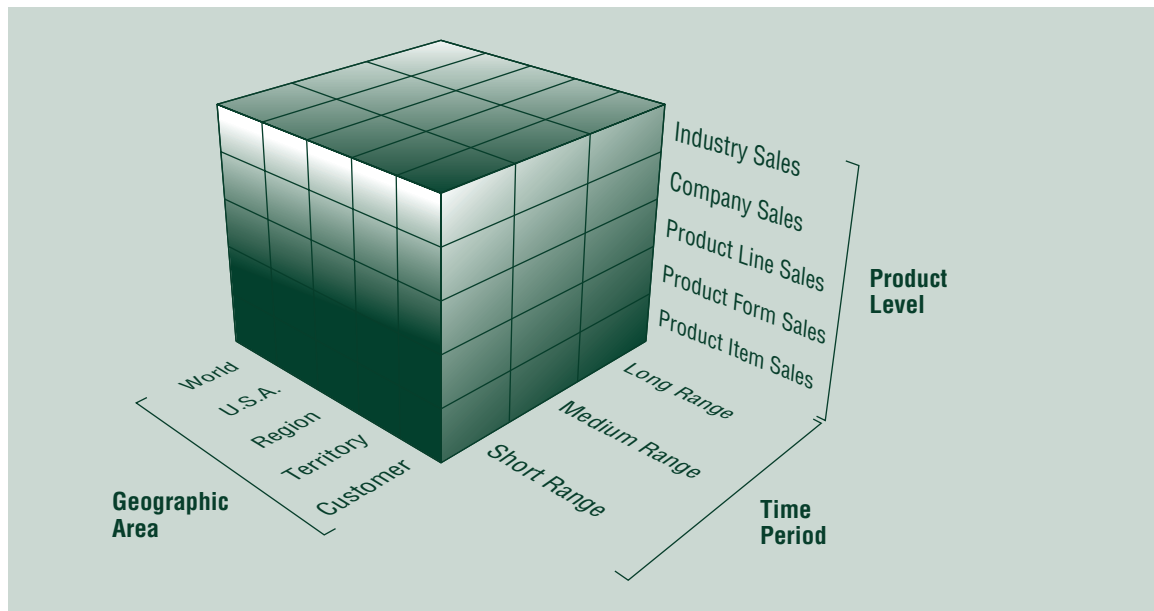 Industry Sales
Company Sales
Product Line Sales
Product Form Sales
Product Item Sales
Product
Level
Long Range
Medium Range
Short Range
Time
Period
World
U.S.A.
Region
Territory
Customer
Geographic
Area